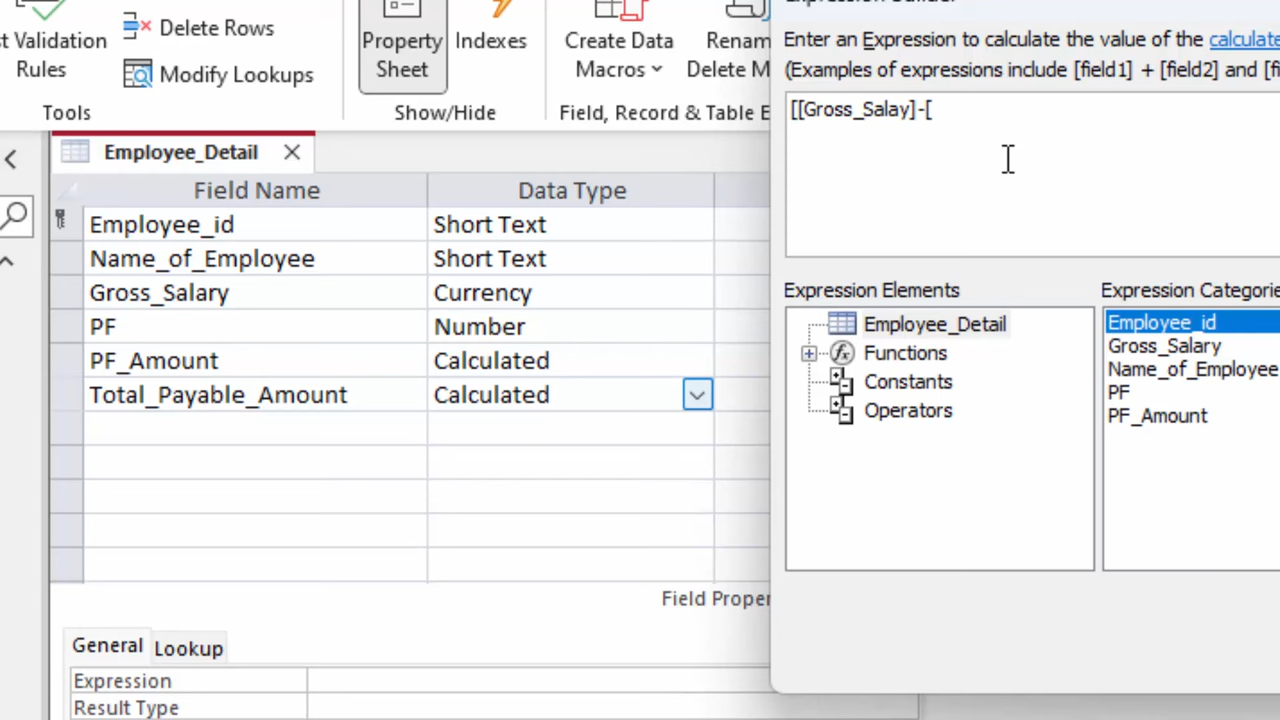 Delete Rows
t Validation
Rules
Modify Lookups
Tools
Property
Sheet
Indexes
Show/Hide
Create Data
Macros
Renam
Delete M
Field, Record & Table E
Enter an Expression to calculate the value of the calculate
(Examples of expressions include [field1] + [field2] and [fi
[[Gross_Salay]-[
Employee_Detail
Field Name Data Type
Employee_id Short Text
Name_of_Employee Short Text
Gross_Salary Currency
PF Number
PF_Amount Calculated
Total_Payable_Amount Calculated
Expression Elements
Employee_Detail
Functions
Constants
Operators
Expression Categorie
Employee_id
Gross_Salary
Name_of_Employee
PF
PF_Amount
Field Proper
General Lookup
Expression
Result Type